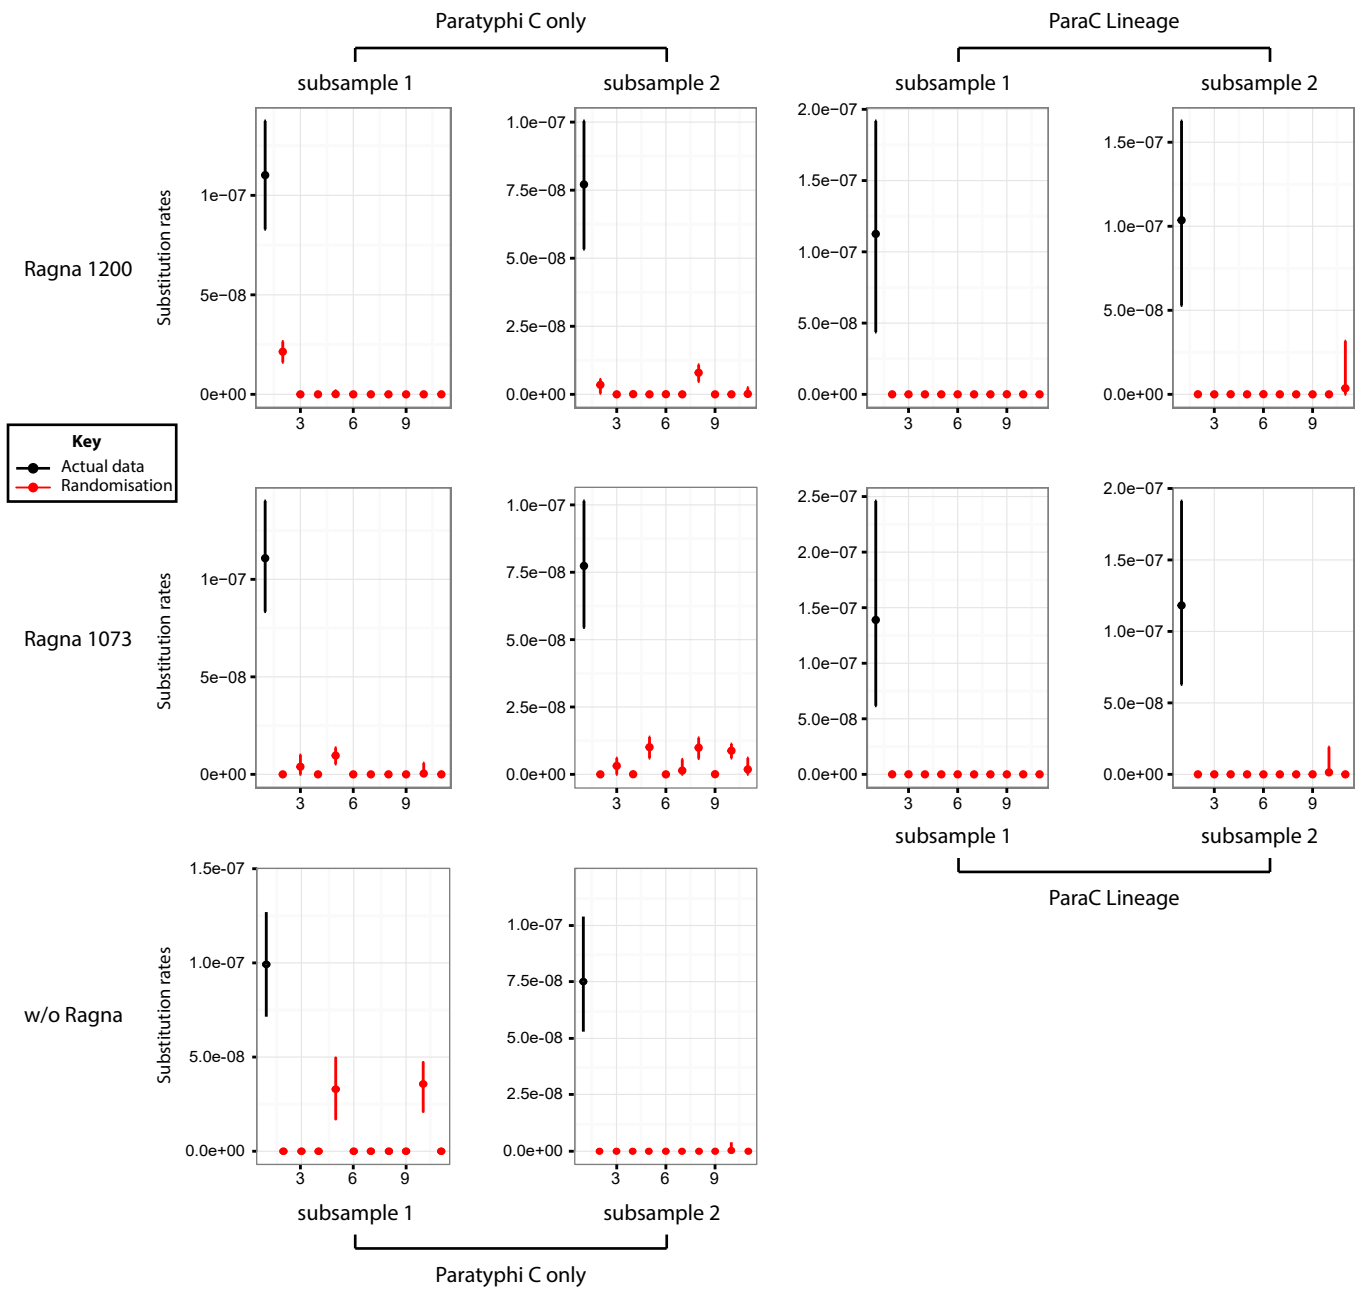 Paratyphi C only
ParaC Lineage
subsample 1
subsample 2
subsample 1
subsample 2
Ragna 1200
Substitution rates
1e−07
5e−08
0e+00
3 6 9
1.0e−07
7.5e−08
5.0e−08
2.5e−08
0.0e+00
3 6 9
2.0e−07
1.5e−07
1.0e−07
5.0e−08
0.0e+00
3 6 9
1.5e−07
1.0e−07
5.0e−08
0.0e+00
3 6 9
Key
Actual data
Randomisation
Ragna 1073
Substitution rates
1e−07
5e−08
0e+00
3 6 9
1.0e−07
7.5e−08
5.0e−08
2.5e−08
0.0e+00
3 6 9
2.5e−07
2.0e−07
1.5e−07
1.0e−07
5.0e−08
0.0e+00
3 6 9
2.0e−07
1.5e−07
1.0e−07
5.0e−08
0.0e+00
3 6 9
subsample 1
subsample 2
ParaC Lineage
w/o Ragna
Substitution rates
1.5e-07
1.0e-07
5.0e-08
0.0e+00
3 6 9
1.0e−07
7.5e−08
5.0e−08
2.5e−08
0.0e+00
3 6 9
subsample 1
subsample 2
Paratyphi C only